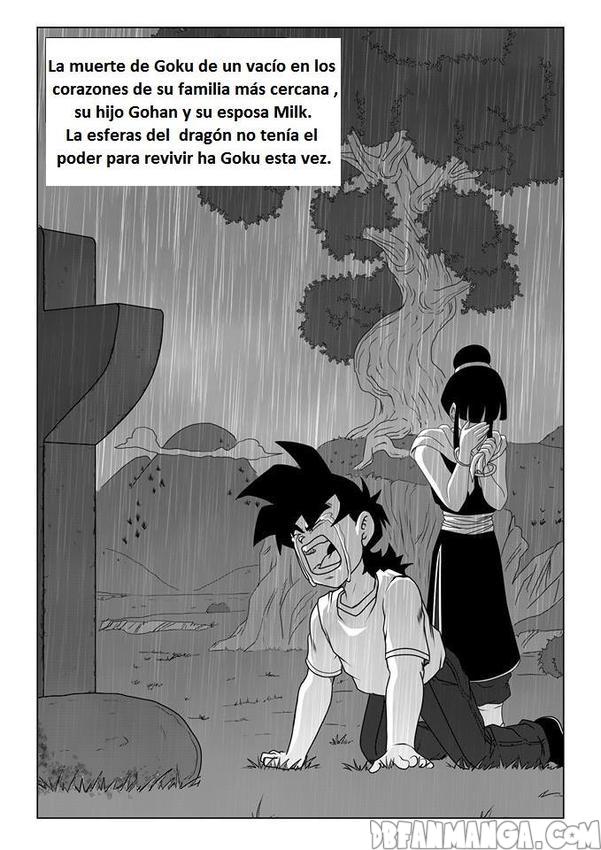 La muerte de Goku de un vacío en los
corazones de su familia más cercana ,
su hijo Gohan y su esposa Milk.
La esferas del dragón no tenía el
poder para revivir ha Goku esta vez.
DBFANMANGA.COM